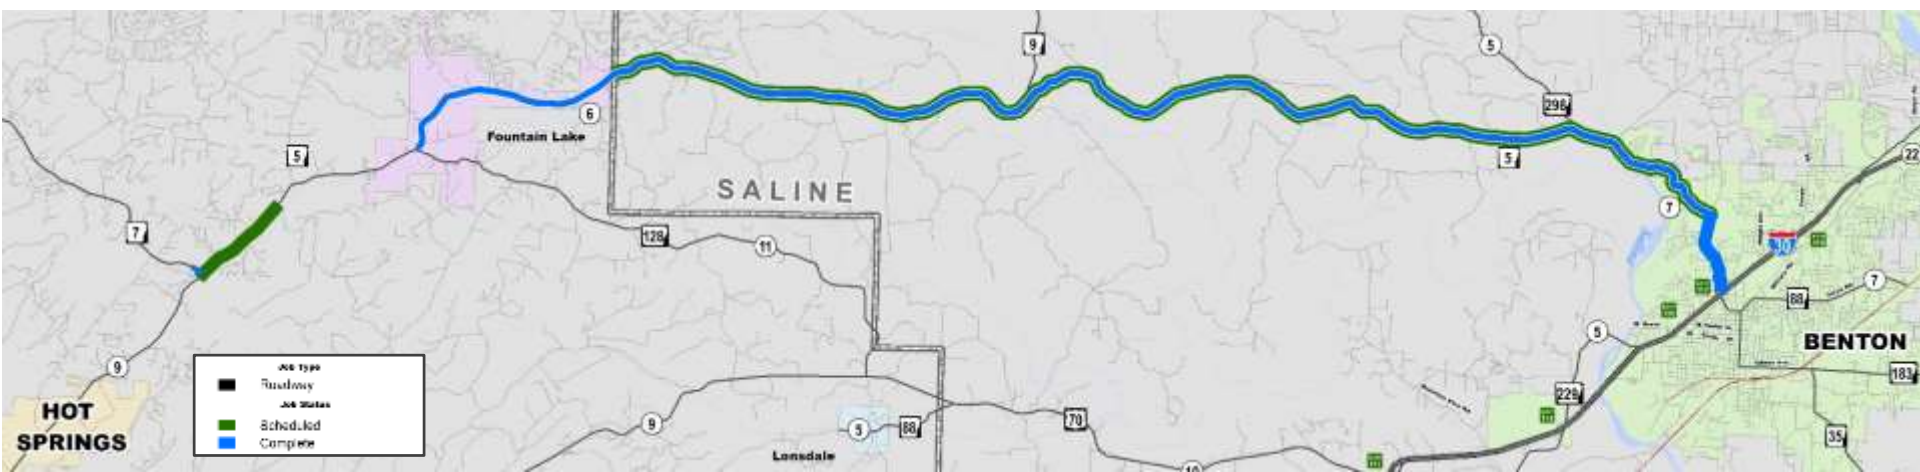 9
5
298
22
6
Fountain Lake
5
5
SALINE
7
7
128
11
30
7
88
5
BENTON
9
183
Job Type
Roadway
Job Status
Scheduled
Complete
229
HOT
SPRINGS
9
5
88
70
35
Lonsdale
10